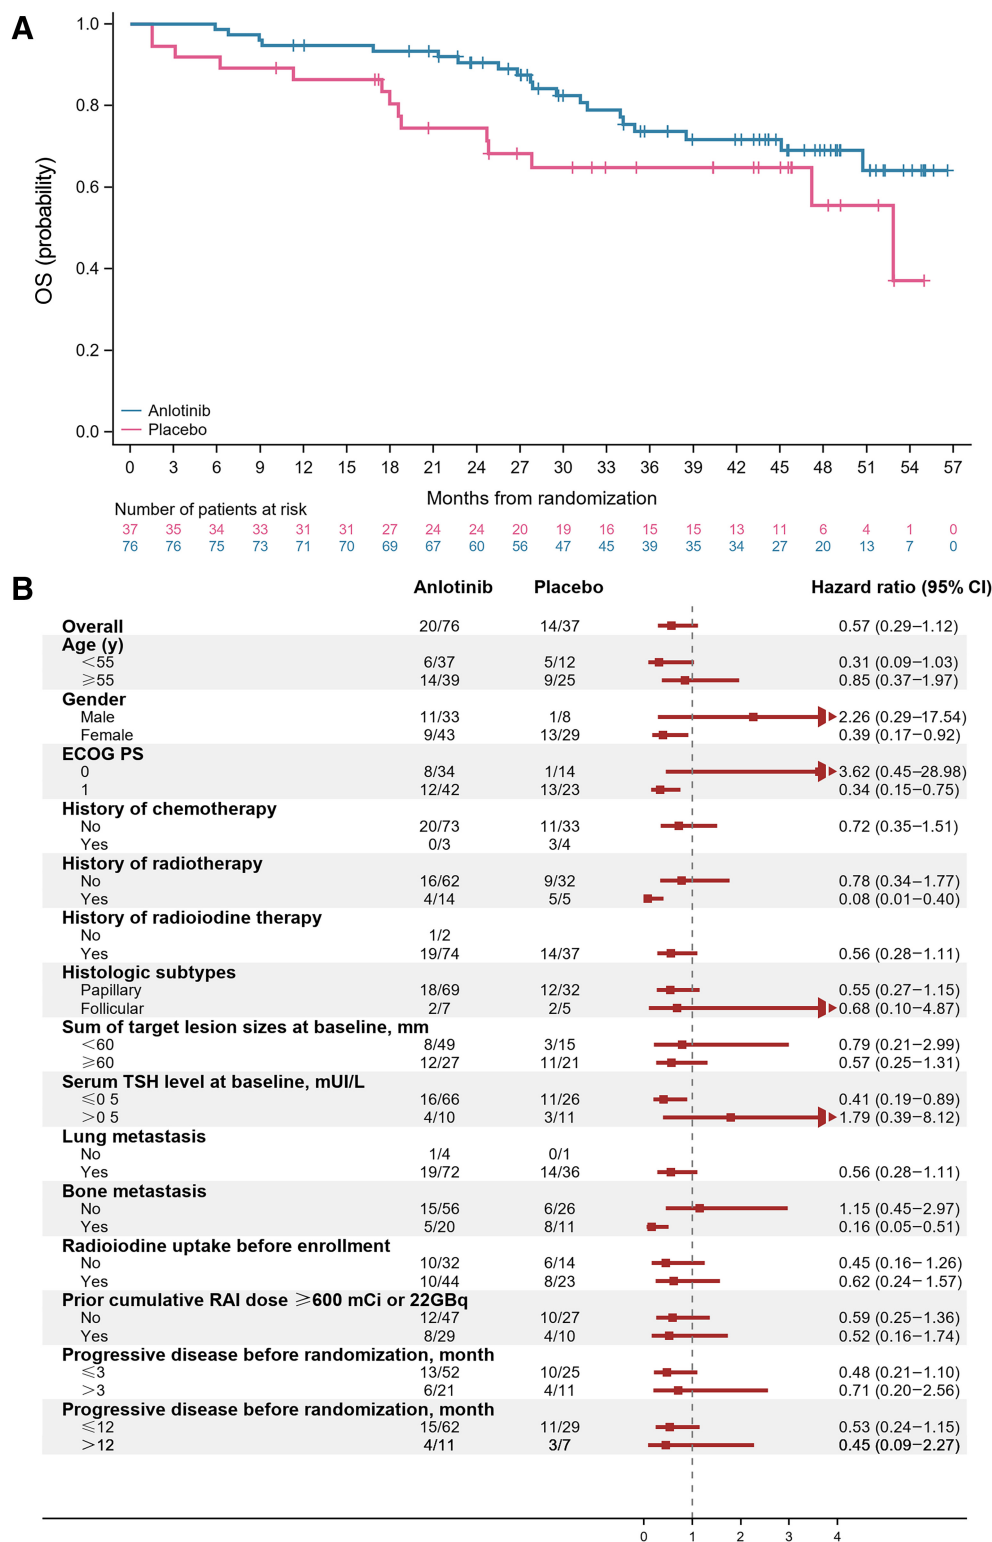 A
1.0
0.8
0.6
0.4
0.2
0.0
OS (probability)
Anlotinib
Placebo
0 3 6 9 12 15 18 21 24 27 30 33 36 39 42 45 48 51 54 57
Months from randomization
Number of patients at risk
37 35 34 33 31 31 27 24 24 20 19 16 15 15 13 11 6 4 1 0
76 76 75 73 71 70 69 67 60 56 47 45 39 35 34 27 20 13 7 0
B
Anlotinib Placebo Hazard ratio (95% CI)
Overall 20/76 14/37 0.57 (0.29–1.12)
Age (y)
<55 6/37 5/12 0.31 (0.09–1.03)
≥55 14/39 9/25 0.85 (0.37–1.97)
Gender
Male 11/33 1/8 2.26 (0.29–17.54)
Female 9/43 13/29 0.39 (0.17–0.92)
ECOG PS
0 8/34 1/14 3.62 (0.45–28.98)
1 12/42 13/23 0.34 (0.15–0.75)
History of chemotherapy
No 20/73 11/33 0.72 (0.35–1.51)
Yes 0/3 3/4
History of radiotherapy
No 16/62 9/32 0.78 (0.34–1.77)
Yes 4/14 5/5 0.08 (0.01–0.40)
History of radioiodine therapy
No 1/2
Yes 19/74 14/37 0.56 (0.28–1.11)
Histologic subtypes
Papillary 18/69 12/32 0.55 (0.27–1.15)
Follicular 2/7 2/5 0.68 (0.10–4.87)
Sum of target lesion sizes at baseline, mm
<60 8/49 3/15 0.79 (0.21–2.99)
≥60 12/27 11/21 0.57 (0.25–1.31)
Serum TSH level at baseline, mUI/L
≤0 5 16/66 11/26 0.41 (0.19–0.89)
>0 5 4/10 3/11 1.79 (0.39–8.12)
Lung metastasis
No 1/4 0/1
Yes 19/72 14/36 0.56 (0.28–1.11)
Bone metastasis
No 15/56 6/26 1.15 (0.45–2.97)
Yes 5/20 8/11 0.16 (0.05–0.51)
Radioiodine uptake before enrollment
No 10/32 6/14 0.45 (0.16–1.26)
Yes 10/44 8/23 0.62 (0.24–1.57)
Prior cumulative RAI dose ≥600 mCi or 22GBq
No 12/47 10/27 0.59 (0.25–1.36)
Yes 8/29 4/10 0.52 (0.16–1.74)
Progressive disease before randomization, month
≤3 13/52 10/25 0.48 (0.21–1.10)
>3 6/21 4/11 0.71 (0.20–2.56)
Progressive disease before randomization, month
≤12 15/62 11/29 0.53 (0.24–1.15)
>12 4/11 3/7 0.45 (0.09–2.27)
0 1 2 3 4